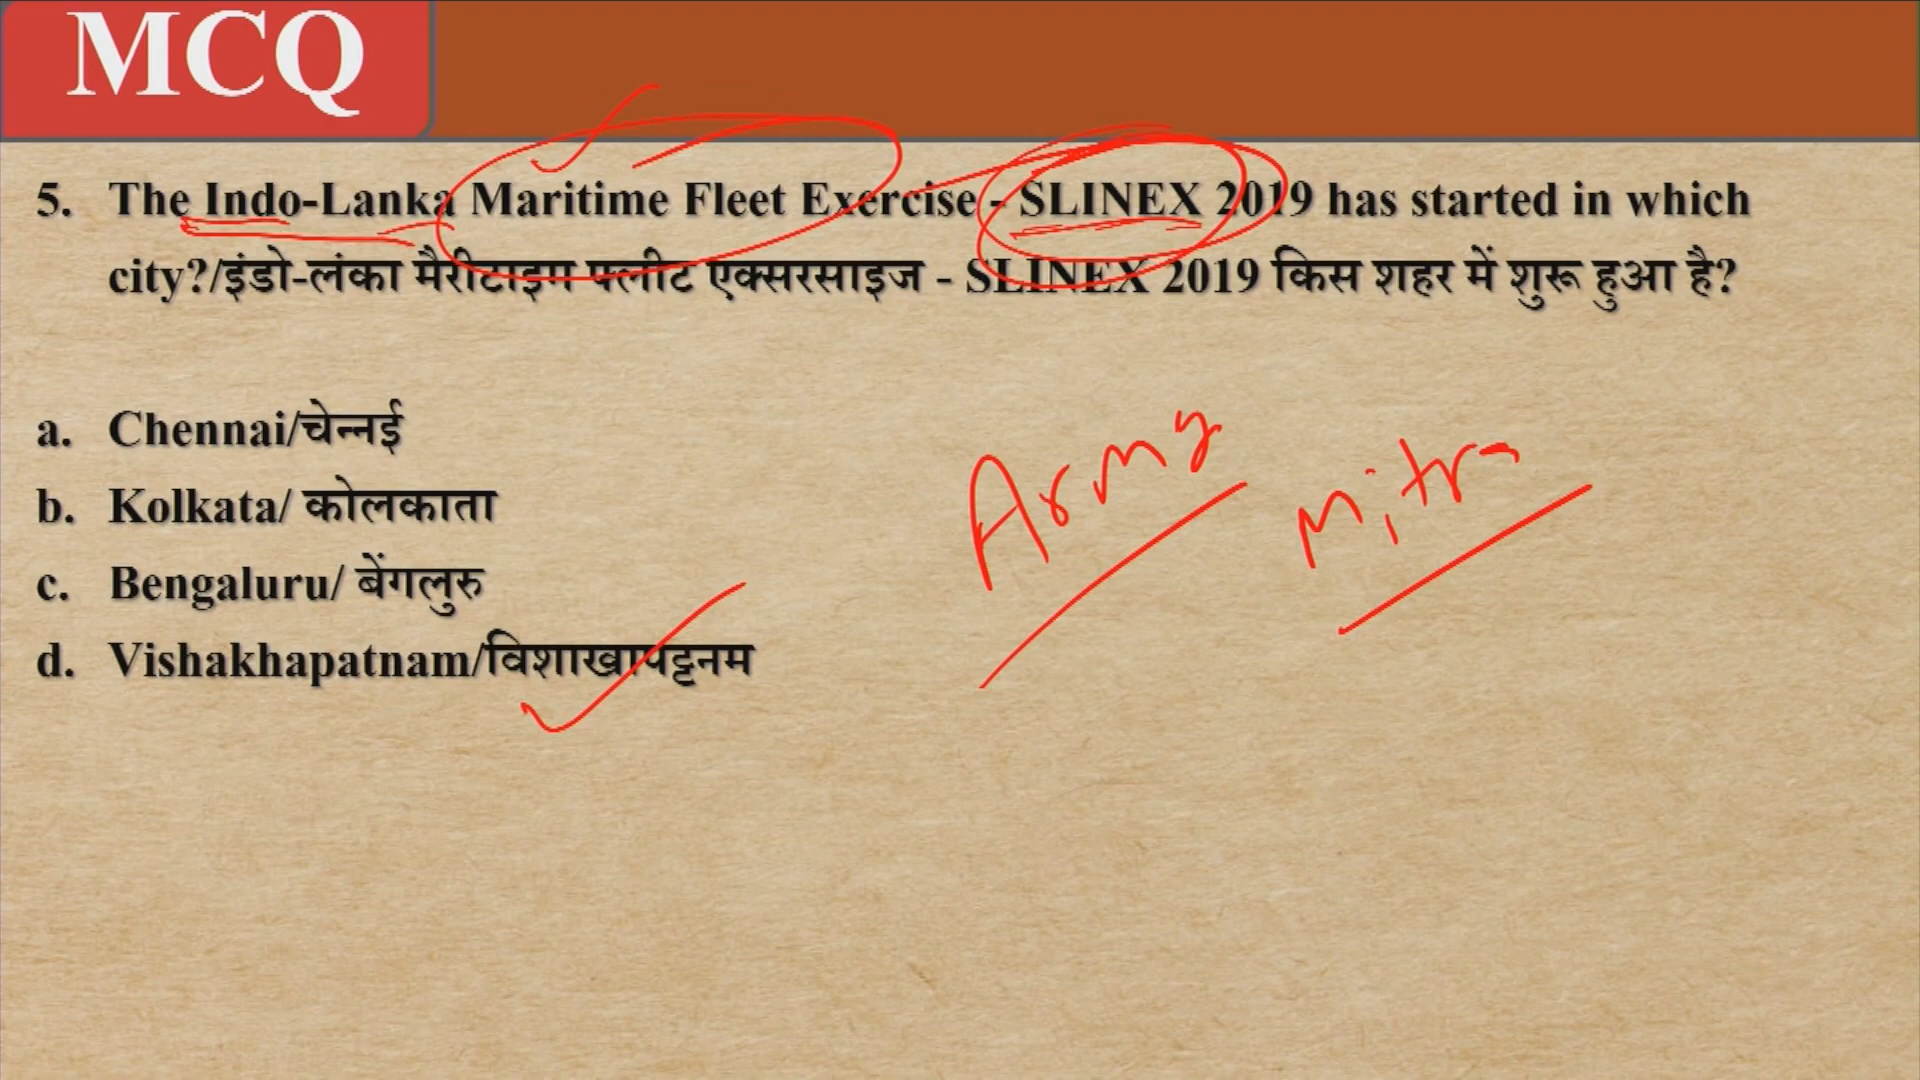 MCQ
5. The Indo-Lanka Maritime Fleet Exercise - SLINEX 2019 has started in which
city?/इंडो-लंका मैरीटाइम फ्लीट एक्सरसाइज - SLINEX 2019 किस शहर में शुरू हुआ है?
a. Chennai/चेन्नई
b. Kolkata/ कोलकाता
c. Bengaluru/ बेंगलुरु
d. Vishakhapatnam/विशाखापट्टनम
Army Mitra